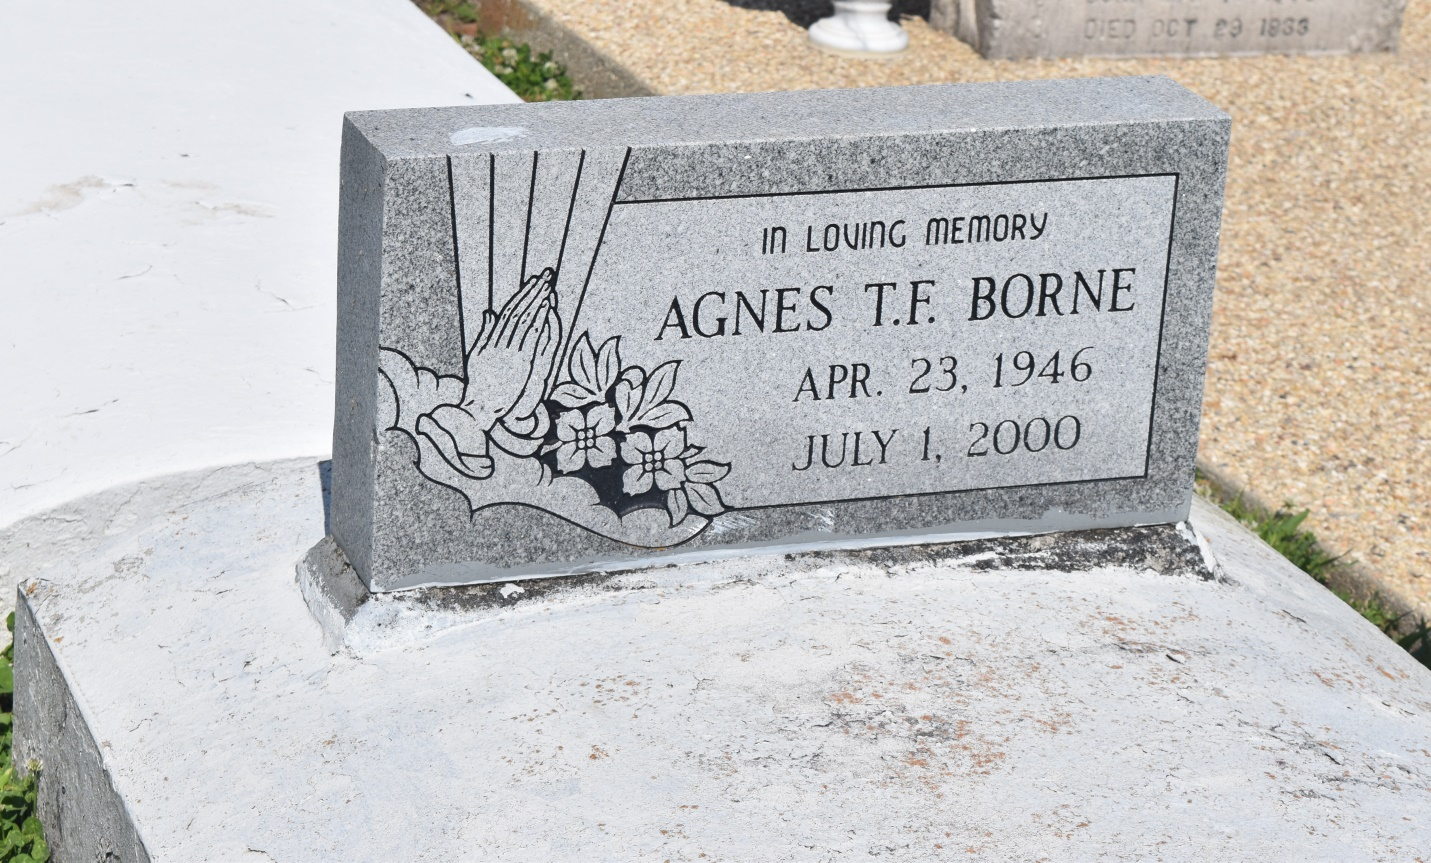 DIED OCT 29 1933
IN LOVING MEMORY
AGNES T.F. BORNE
APR. 23, 1946
JULY 1, 2000